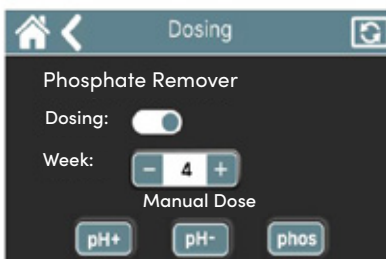 Dosing
Phosphate Remover
Dosing:
Week:
- 4 +
Manual Dose
pH+ pH- phos